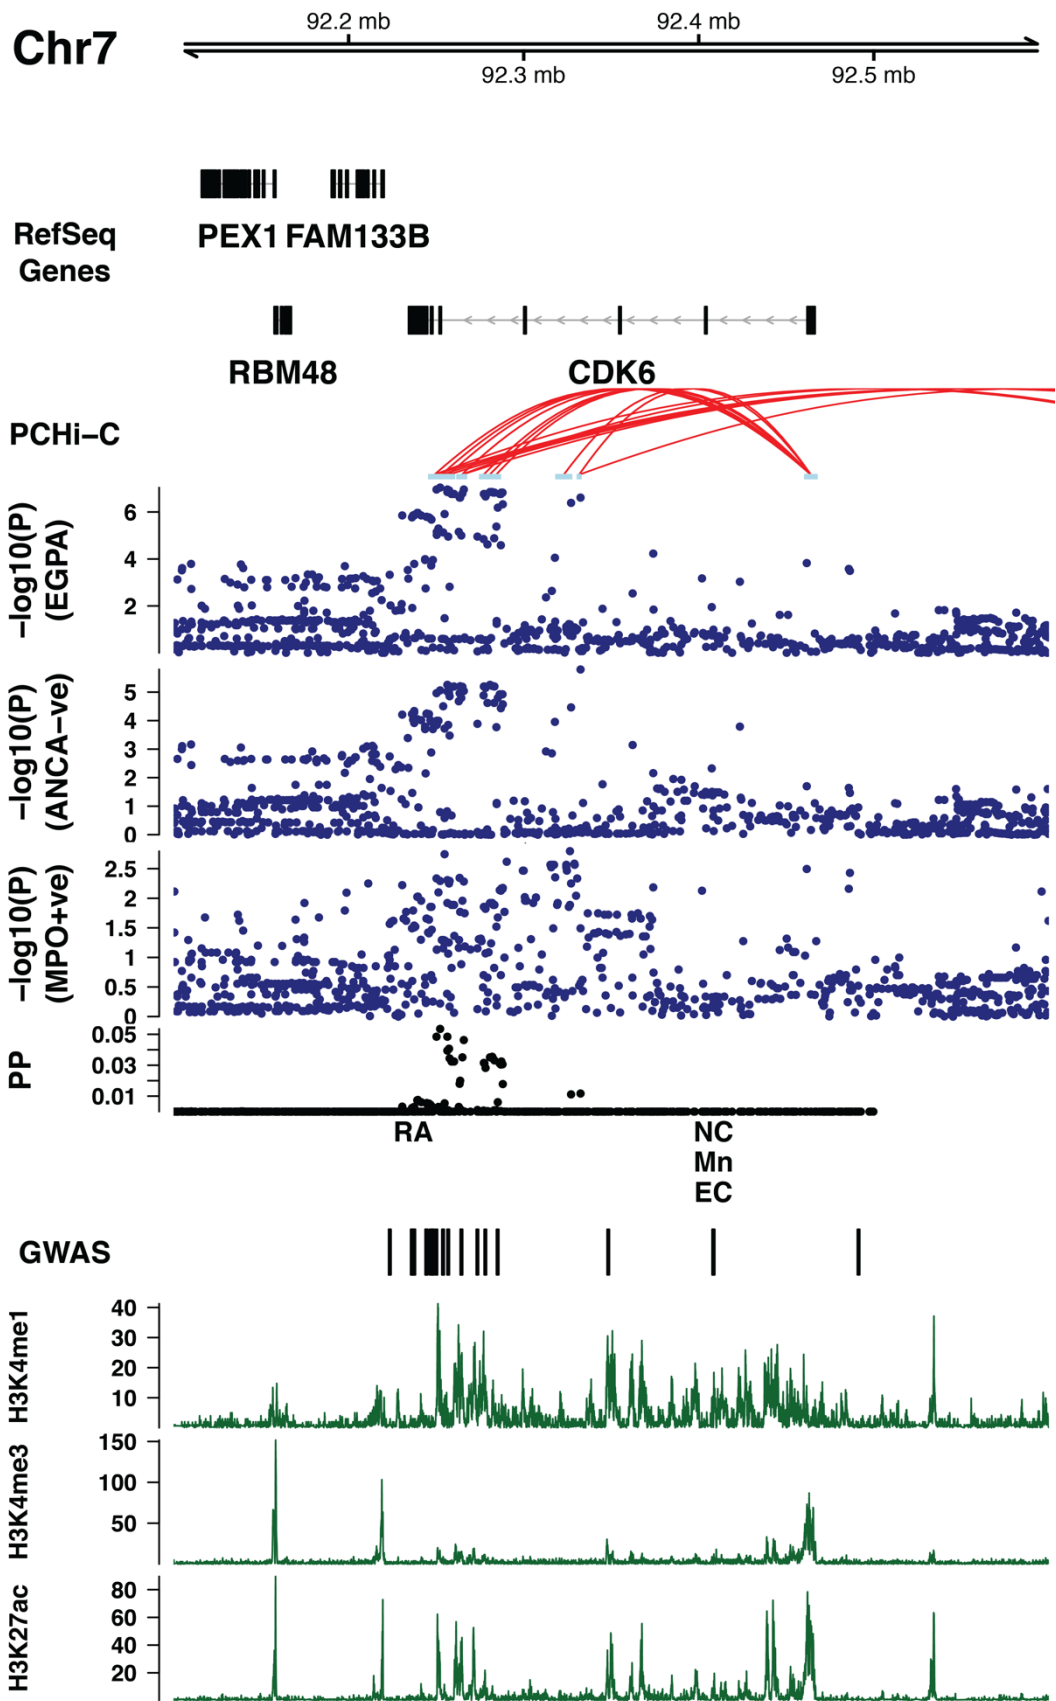 92.2 mb 92.4 mb
Chr7
92.3 mb 92.5 mb
RefSeq
Genes
PEX1 FAM133B
RBM48 CDK6
PCHi–C
–log10(P)
(EGPA)
6
4
2
–log10(P)
(ANCA–ve)
5
4
3
2
1
0
–log10(P)
(MPO+ve)
2.5
2
1.5
1
0.5
0
PP
0.05
0.03
0.01
RA NC
Mn
EC
GWAS
H3K4me1
40
30
20
10
H3K4me3
150
100
50
H3K27ac
80
60
40
20